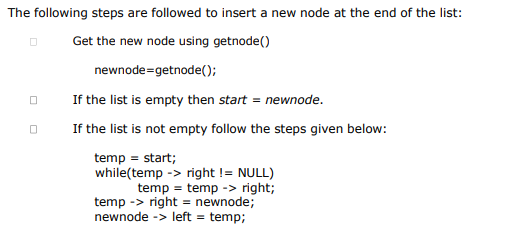 The following steps are followed to insert a new node at the end of the list:
Get the new node using getnode()
newnode=getnode();
If the list is empty then start = newnode.
If the list is not empty follow the steps given below:
temp = start;
while(temp -> right != NULL)
temp = temp -> right;
temp -> right = newnode;
newnode -> left = temp;